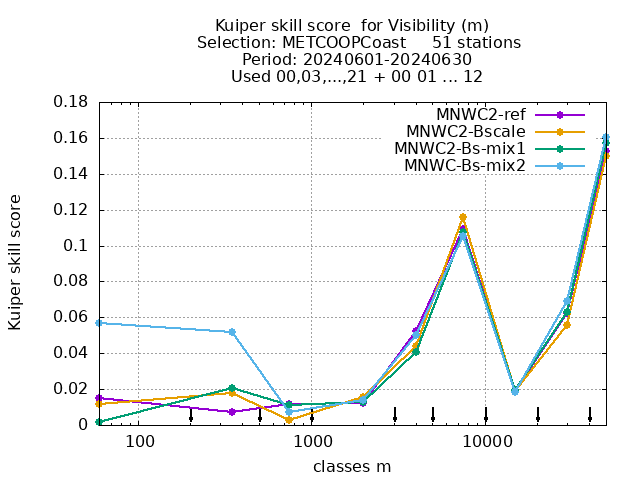 Kuiper skill score  for Visibility (m)
Selection: METCOOPCoast     51 stations
Period: 20240601-20240630
Used 00,03,...,21 + 00 01 ... 12
MNWC2-ref
MNWC2-Bscale
MNWC2-Bs-mix1
MNWC-Bs-mix2
0.18
0.16
0.14
0.12
0.1
0.08
0.06
0.04
0.02
0
Kuiper skill score
100
1000
10000
classes m